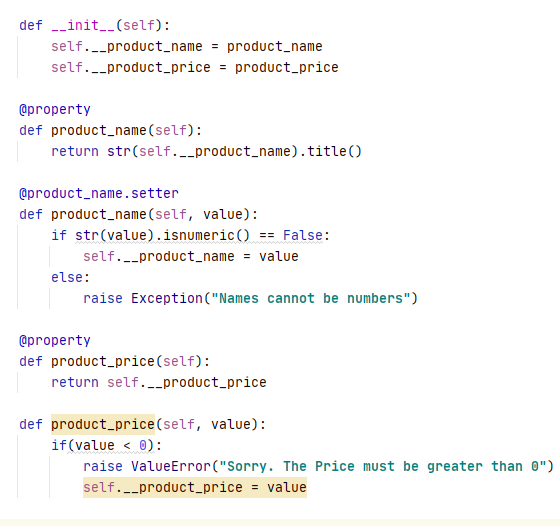 def __init__(self):
    self.__product_name = product_name
    self.__product_price = product_price
@property
def product_name(self):
    return str(self.__product_name).title()
@product_name.setter
def product_name(self, value):
    if str(value).isnumeric() == False:
        self.__product_name = value
    else:
        raise Exception("Names cannot be numbers")
@property
def product_price(self):
    return self.__product_price
def product_price(self, value):
    if(value < 0):
        raise ValueError("Sorry. The Price must be greater than 0")
        self.__product_price = value